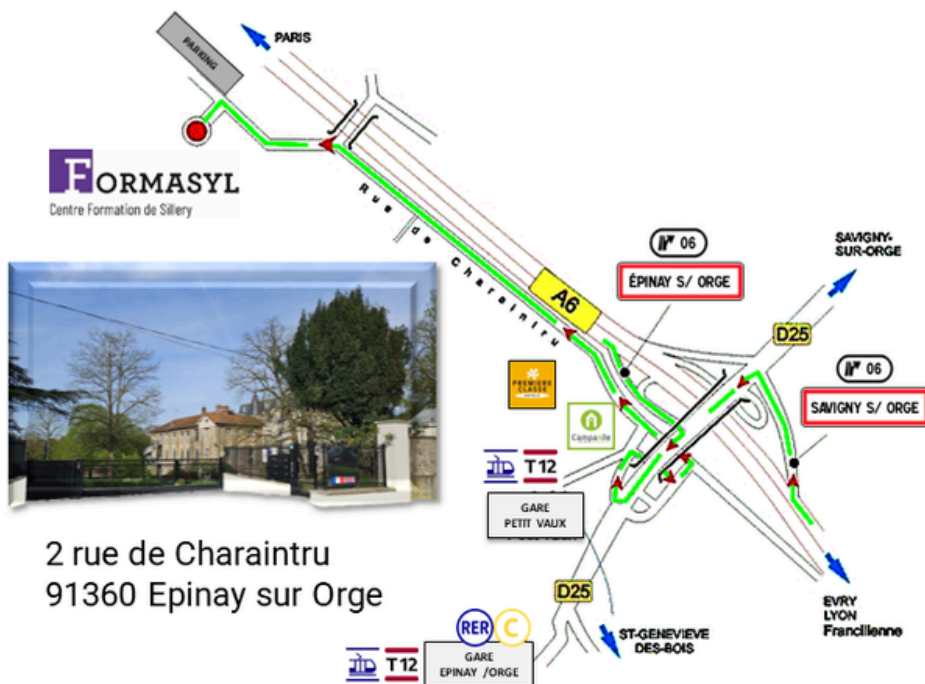 PARIS
PARKING
FORMASYL
Centre Formation de Sillery
Rue de Charaintru
A6
06
ÉPINAY S/ ORGE
SAVIGNY-
SUR-ORGE
D25
06
SAVIGNY S/ ORGE
PREMIERE
CLASSE
Campanile
T12
GARE
PETIT VAUX
2 rue de Charaintru
91360 Epinay sur Orge
D25
EVRY
LYON
Francilienne
ST-GENEVIEVE
DES-BOIS
RER C
T12
GARE
EPINAY /ORGE